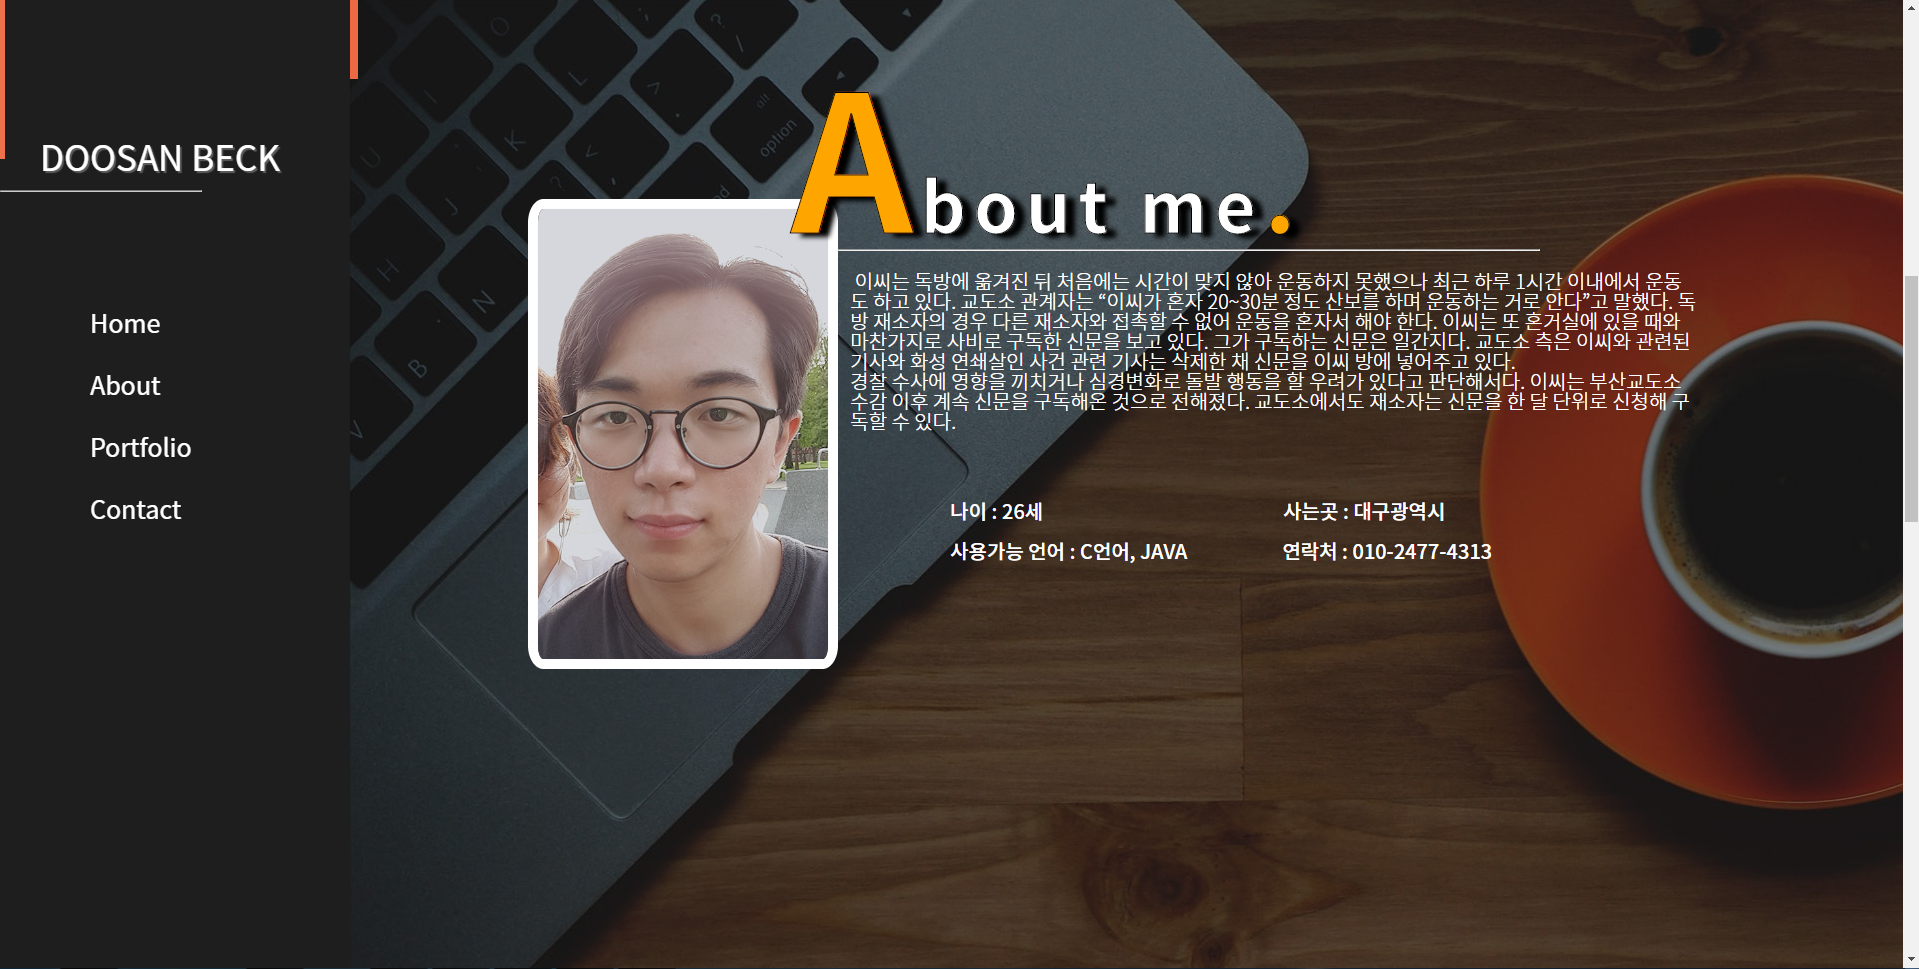 DOOSAN BECK
Home
About
Portfolio
Contact
About me.
이씨는 독방에 옮겨진 뒤 처음에는 시간이 맞지 않아 운동하지 못했으나 최근 하루 1시간 이내에서 운동
도 하고 있다. 교도소 관계자는 “이씨가 혼자 20~30분 정도 산보를 하며 운동하는 거로 안다”고 말했다. 독
방 재소자의 경우 다른 재소자와 접촉할 수 없어 운동을 혼자서 해야 한다. 이씨는 또 혼거실에 있을 때와
마찬가지로 사비로 구독한 신문을 보고 있다. 그가 구독하는 신문은 일간지다. 교도소 측은 이씨와 관련된
기사와 화성 연쇄살인 사건 관련 기사는 삭제한 채 신문을 이씨 방에 넣어주고 있다.
경찰 수사에 영향을 끼치거나 심경변화로 돌발 행동을 할 우려가 있다고 판단해서다. 이씨는 부산교도소
수감 이후 계속 신문을 구독해온 것으로 전해졌다. 교도소에서도 재소자는 신문을 한 달 단위로 신청해 구
독할 수 있다.
나이 : 26세
사는곳 : 대구광역시
사용가능 언어 : C언어, JAVA
연락처 : 010-2477-4313
alt
option
O
L
I
K
U
J
H
N
B
V
?
/
>
.
<
,